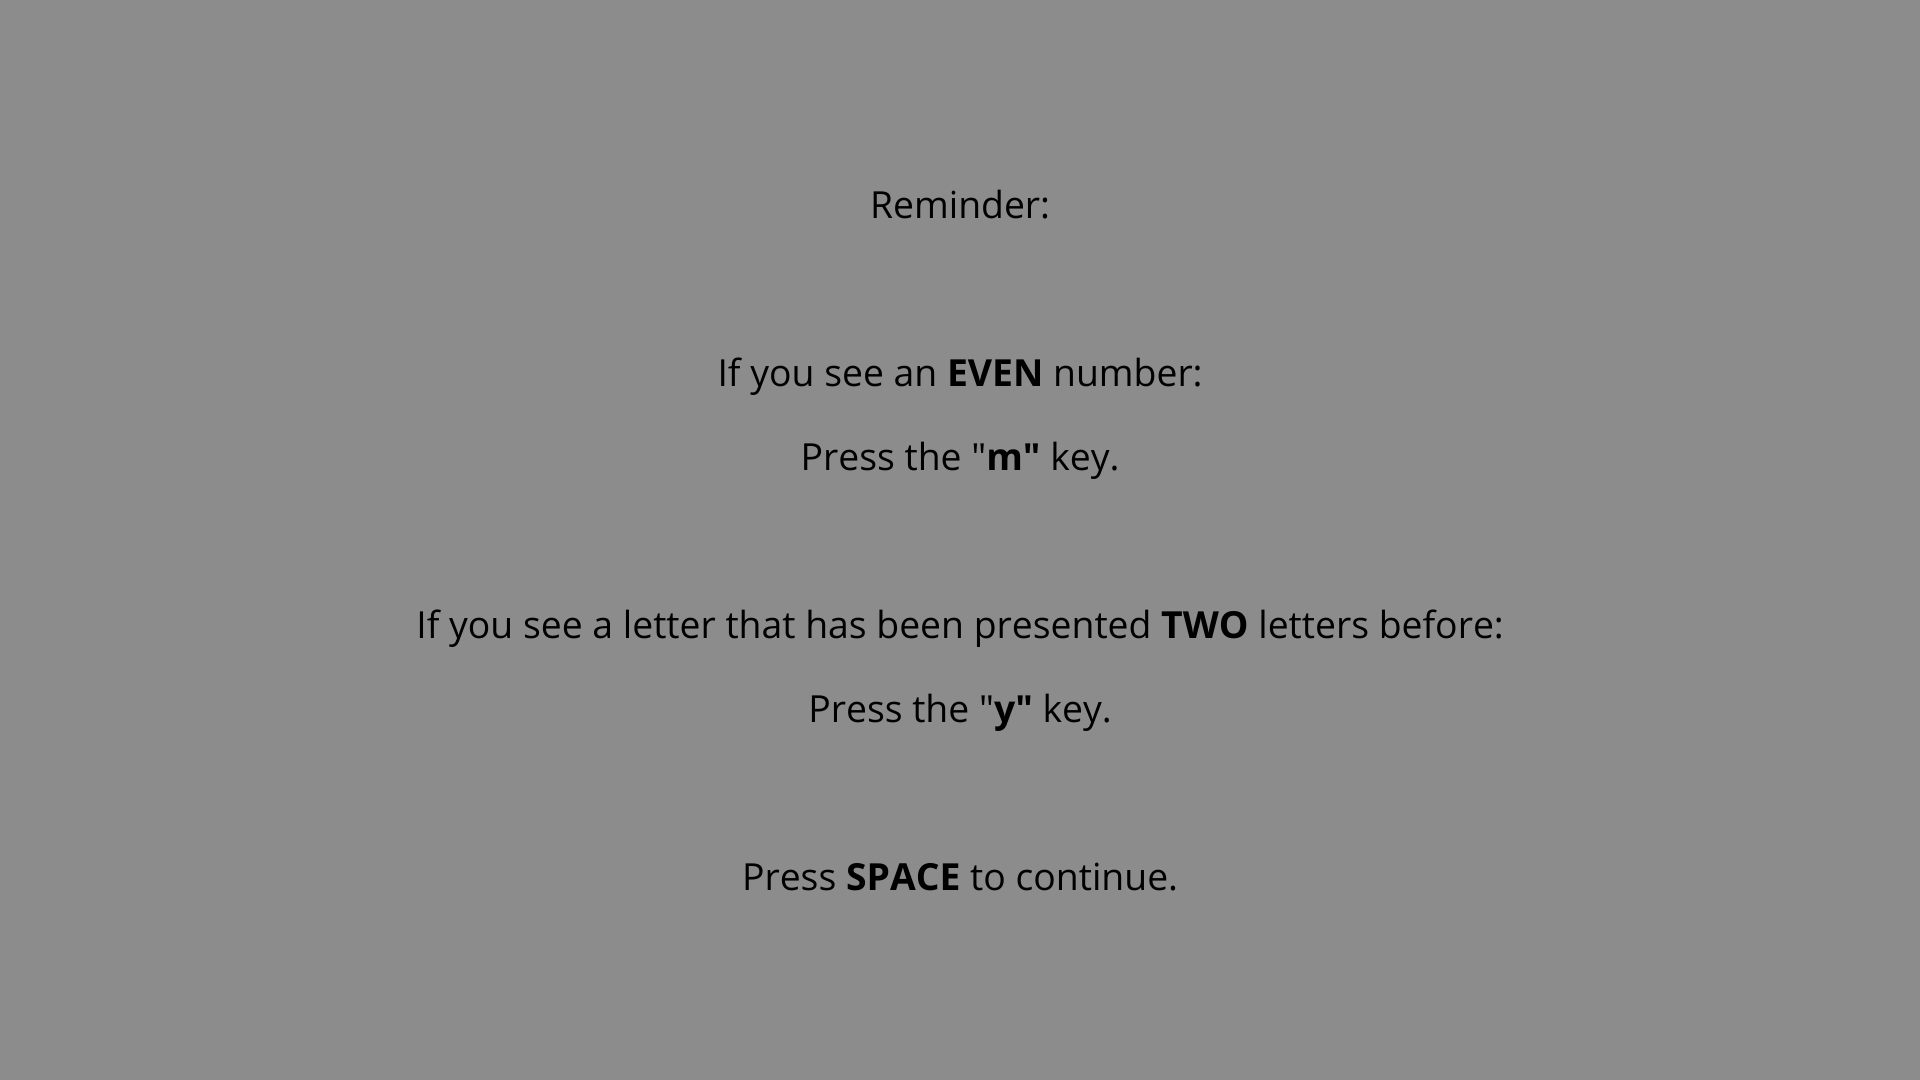 Reminder:
If you see an EVEN number:
Press the "m" key.
If you see a letter that has been presented TWO letters before:
Press the "y" key.
Press SPACE to continue.